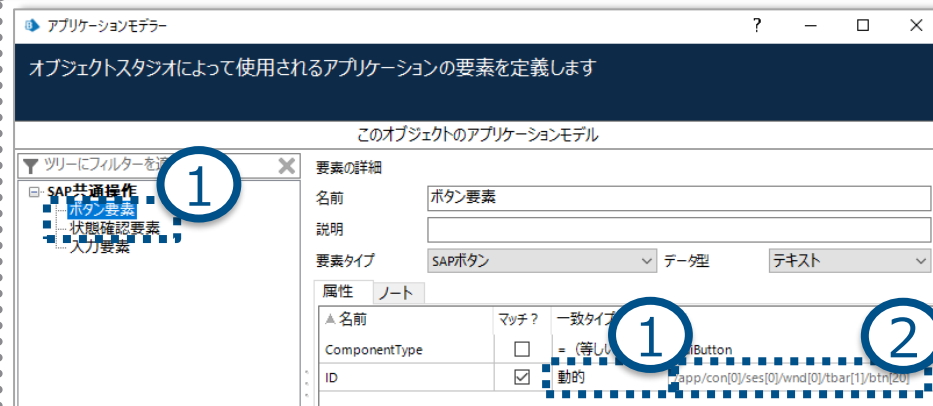 アプリケーションモデラー ?
オブジェクトスタジオによって使用されるアプリケーションの要素を定義します
このオブジェクトのアプリケーションモデル
ツリーにフィルターを
要素の詳細
SAP共通操作
ボタン要素
状態確認要素
入力要素
1
名前 ボタン要素
説明
要素タイプ SAPボタン データ型 テキスト
属性 ノート
名前 マッチ? 一致タイプ
ComponentType = (等しい iButton
ID 動的 /app/con[0]/ses[0]/wnd[0]/tbar[1]/btn[20]
1
2